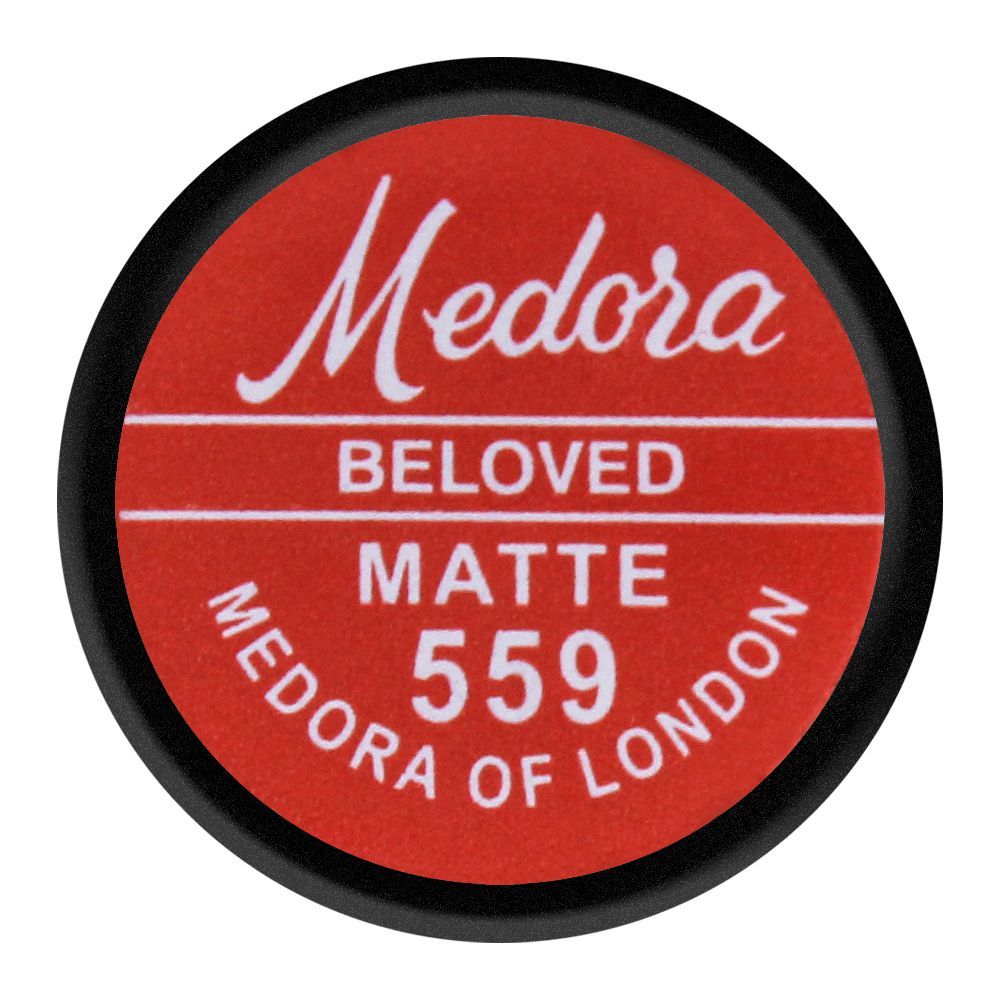 Medora
BELOVED
MATTE
559
MEDORA OF LONDON